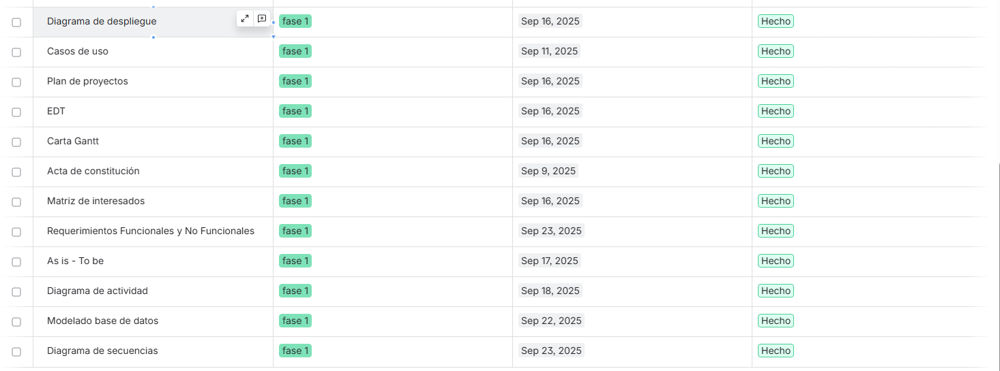 Diagrama de despliegue fase 1 Sep 16, 2025 Hecho
Casos de uso fase 1 Sep 11, 2025 Hecho
Plan de proyectos fase 1 Sep 16, 2025 Hecho
EDT fase 1 Sep 16, 2025 Hecho
Carta Gantt fase 1 Sep 16, 2025 Hecho
Acta de constitución fase 1 Sep 9, 2025 Hecho
Matriz de interesados fase 1 Sep 16, 2025 Hecho
Requerimientos Funcionales y No Funcionales fase 1 Sep 23, 2025 Hecho
As is - To be fase 1 Sep 17, 2025 Hecho
Diagrama de actividad fase 1 Sep 18, 2025 Hecho
Modelado base de datos fase 1 Sep 22, 2025 Hecho
Diagrama de secuencias fase 1 Sep 23, 2025 Hecho